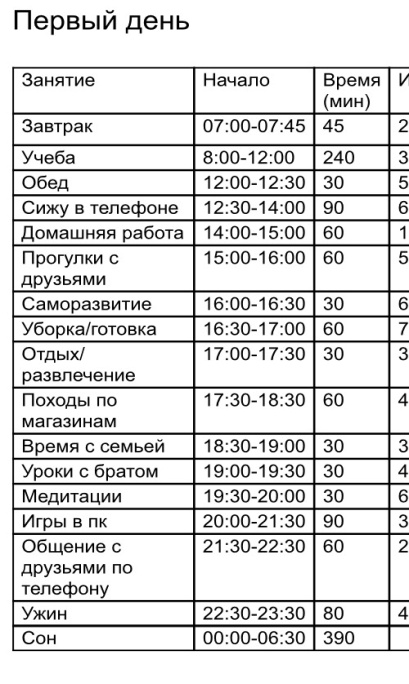 Первый день
Занятие Начало Время (мин) И
Завтрак 07:00-07:45 45 2
Учеба 8:00-12:00 240 3
Обед 12:00-12:30 30 5
Сижу в телефоне 12:30-14:00 90 6
Домашняя работа 14:00-15:00 60 1
Прогулки с 15:00-16:00 60 5
друзьями
Саморазвитие 16:00-16:30 30 6
Уборка/готовка 16:30-17:00 60 7
Отдых/ 17:00-17:30 30 3
развлечение
Походы по 17:30-18:30 60 4
магазинам
Время с семьей 18:30-19:00 30 3
Уроки с братом 19:00-19:30 30 4
Медитации 19:30-20:00 30 6
Игры в пк 20:00-21:30 90 3
Общение с 21:30-22:30 60 2
друзьями по
телефону
Ужин 22:30-23:30 80 4
Сон 00:00-06:30 390